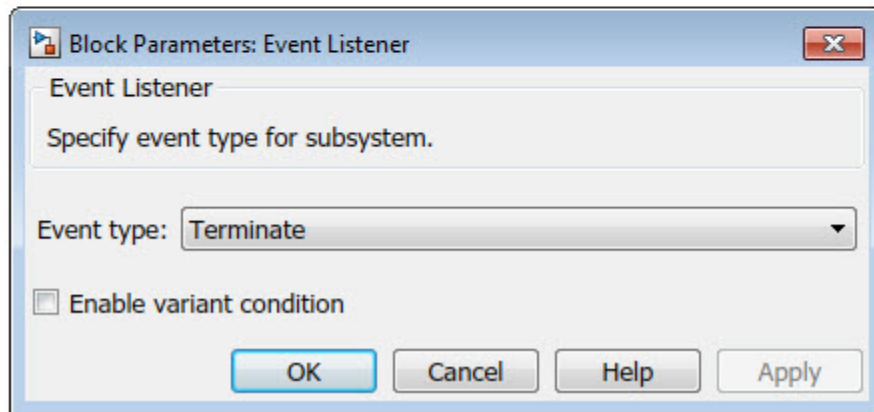 Block Parameters: Event Listener
Event Listener
Specify event type for subsystem.
Event type: Terminate
Enable variant condition
OK Cancel Help Apply